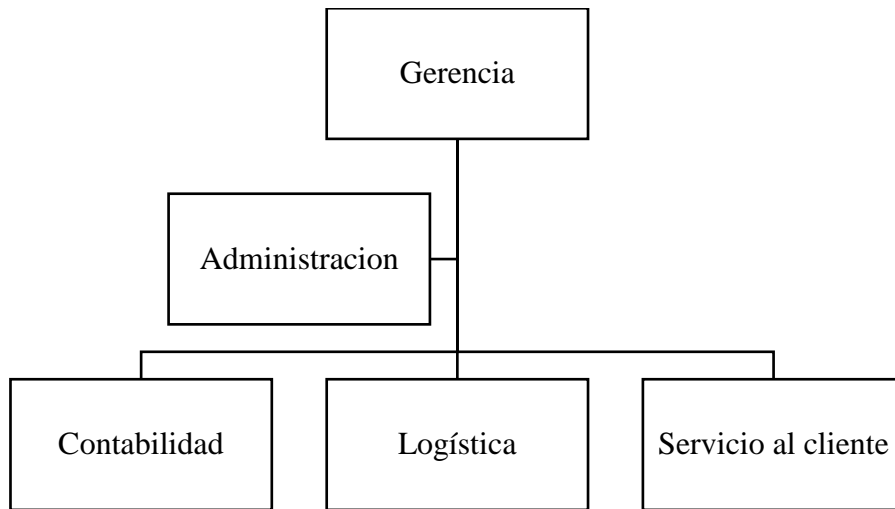 Gerencia
Administracion
Contabilidad
Logística
Servicio al cliente